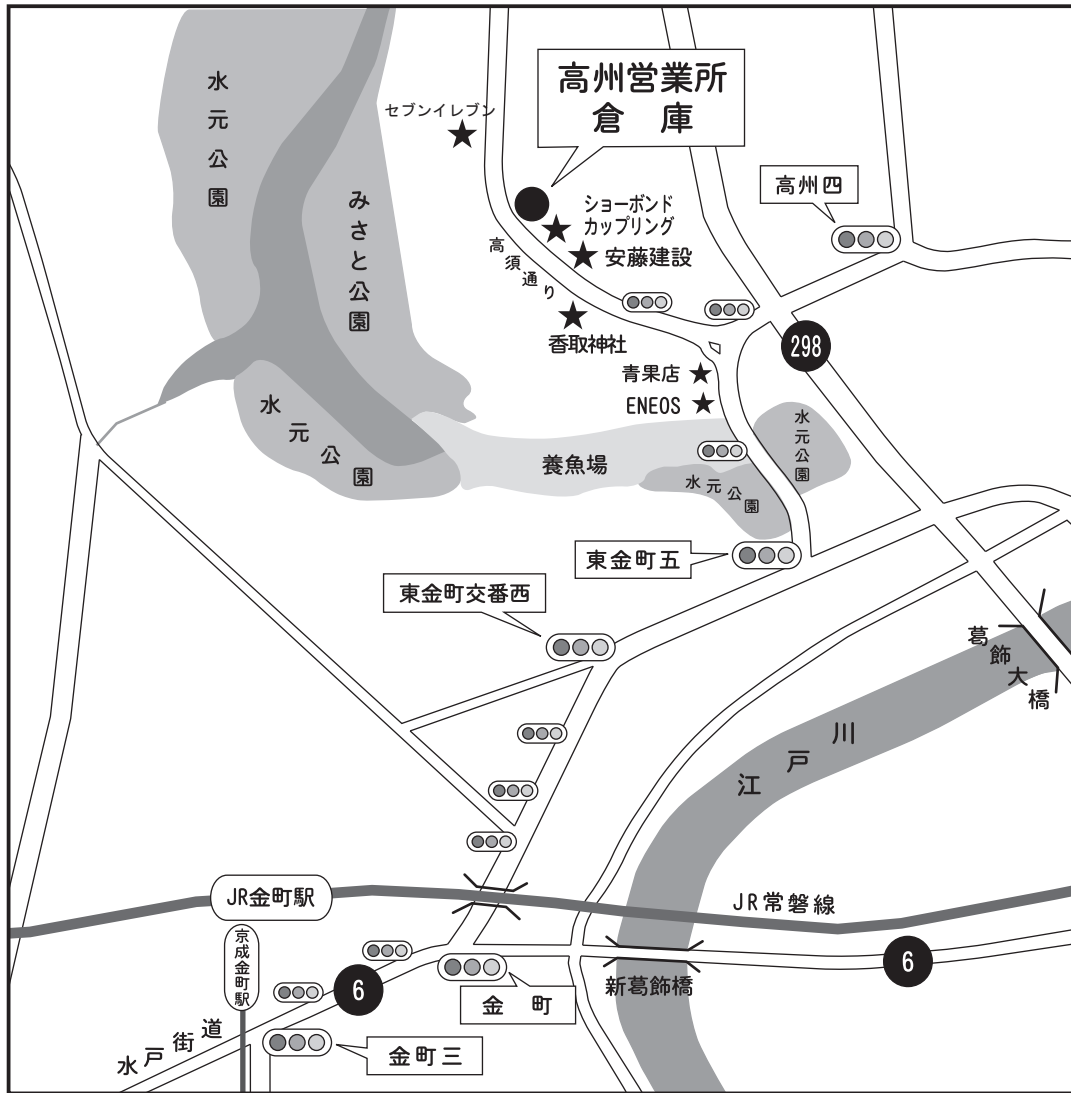 水元公園
セブンイレブン
高州営業所
倉 庫
みさと公園
高州四
ショーボンド
カップリング
安藤建設
高須通り
香取神社
298
青果店
ENEOS
水元公園
水元公園
養魚場
水元公園
東金町五
東金町交番西
葛飾大橋
江戸川
JR金町駅
JR常磐線
京成金町駅
6
6
新葛飾橋
金 町
水戸街道
金町三